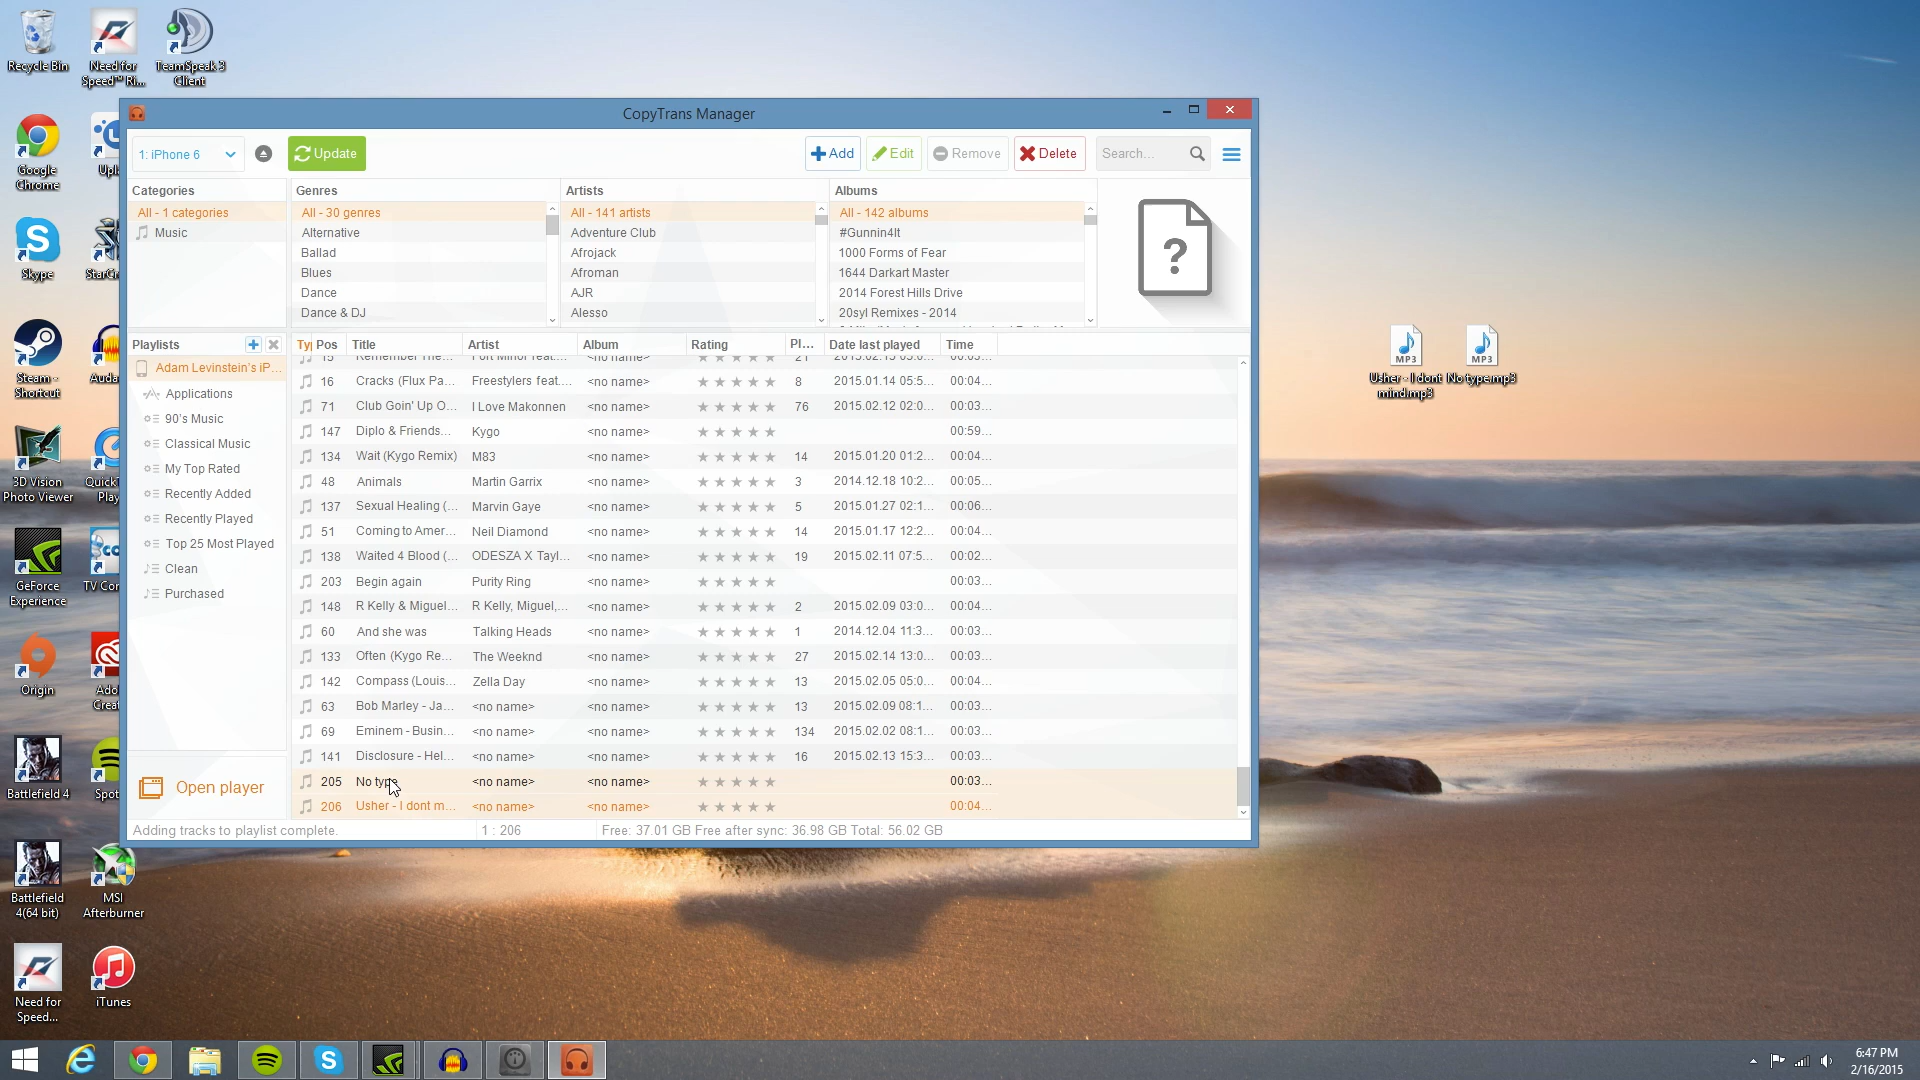 Recycle Bin
Need for
Speed™ Ri...
TeamSpeak 3
Client
Google
Chrome
Skype
Steam -
Shortcut
3D Vision
Photo Viewer
GeForce
Experience
TV Con
Origin
Battlefield 4
Battlefield
4(64 bit)
MSI
Afterburner
Need for
Speed...
iTunes
CopyTrans Manager
1: iPhone 6
Update
Add
Edit
Remove
Delete
Search...
Categories
All - 1 categories
Music
Genres
All - 30 genres
Alternative
Ballad
Blues
Dance
Dance & DJ
Artists
All - 141 artists
Adventure Club
Afrojack
Afroman
AJR
Alesso
Albums
All - 142 albums
#Gunnin4It
1000 Forms of Fear
1644 Darkart Master
2014 Forest Hills Drive
20syl Remixes - 2014
?
Playlists
Adam Levinstein's iP...
Applications
90's Music
Classical Music
My Top Rated
Recently Added
Recently Played
Top 25 Most Played
Clean
Purchased
Open player
Pos Title Artist Album Rating Pl... Date last played Time
15 Remember The... Fort Minor feat.... <no name> 21 2015.02.15 05:0... 00:03...
16 Cracks (Flux Pa... Freestylers feat.... <no name> 8 2015.01.14 05:5... 00:04...
71 Club Goin' Up O... I Love Makonnen <no name> 76 2015.02.12 02:0... 00:03...
147 Diplo & Friends... Kygo <no name> 00:59...
134 Wait (Kygo Remix) M83 <no name> 14 2015.01.20 01:2... 00:04...
48 Animals Martin Garrix <no name> 3 2014.12.18 10:2... 00:05...
137 Sexual Healing (... Marvin Gaye <no name> 5 2015.01.27 02:1... 00:06...
51 Coming to Amer... Neil Diamond <no name> 14 2015.01.17 12:2... 00:04...
138 Waited 4 Blood (... ODESZA X Tayl... <no name> 19 2015.02.11 07:5... 00:02...
203 Begin again Purity Ring <no name> 00:03...
148 R Kelly & Miguel... R Kelly, Miguel,... <no name> 2 2015.02.09 03:0... 00:04...
60 And she was Talking Heads <no name> 1 2014.12.04 11:3... 00:03...
133 Often (Kygo Re... The Weeknd <no name> 27 2015.02.14 13:0... 00:03...
142 Compass (Louis... Zella Day <no name> 13 2015.02.05 05:0... 00:04...
63 Bob Marley - Ja... <no name> <no name> 13 2015.02.09 08:1... 00:03...
69 Eminem - Busin... <no name> <no name> 134 2015.02.02 08:1... 00:03...
141 Disclosure - Hel... <no name> <no name> 16 2015.02.13 15:3... 00:03...
205 No type <no name> <no name> 00:03...
206 Usher - I dont m... <no name> <no name> 00:04...
Adding tracks to playlist complete.
1 : 206
Free: 37.01 GB Free after sync: 36.98 GB Total: 56.02 GB
MP3
Usher - I dont
mind.mp3
MP3
No type.mp3
6:47 PM
2/16/2015